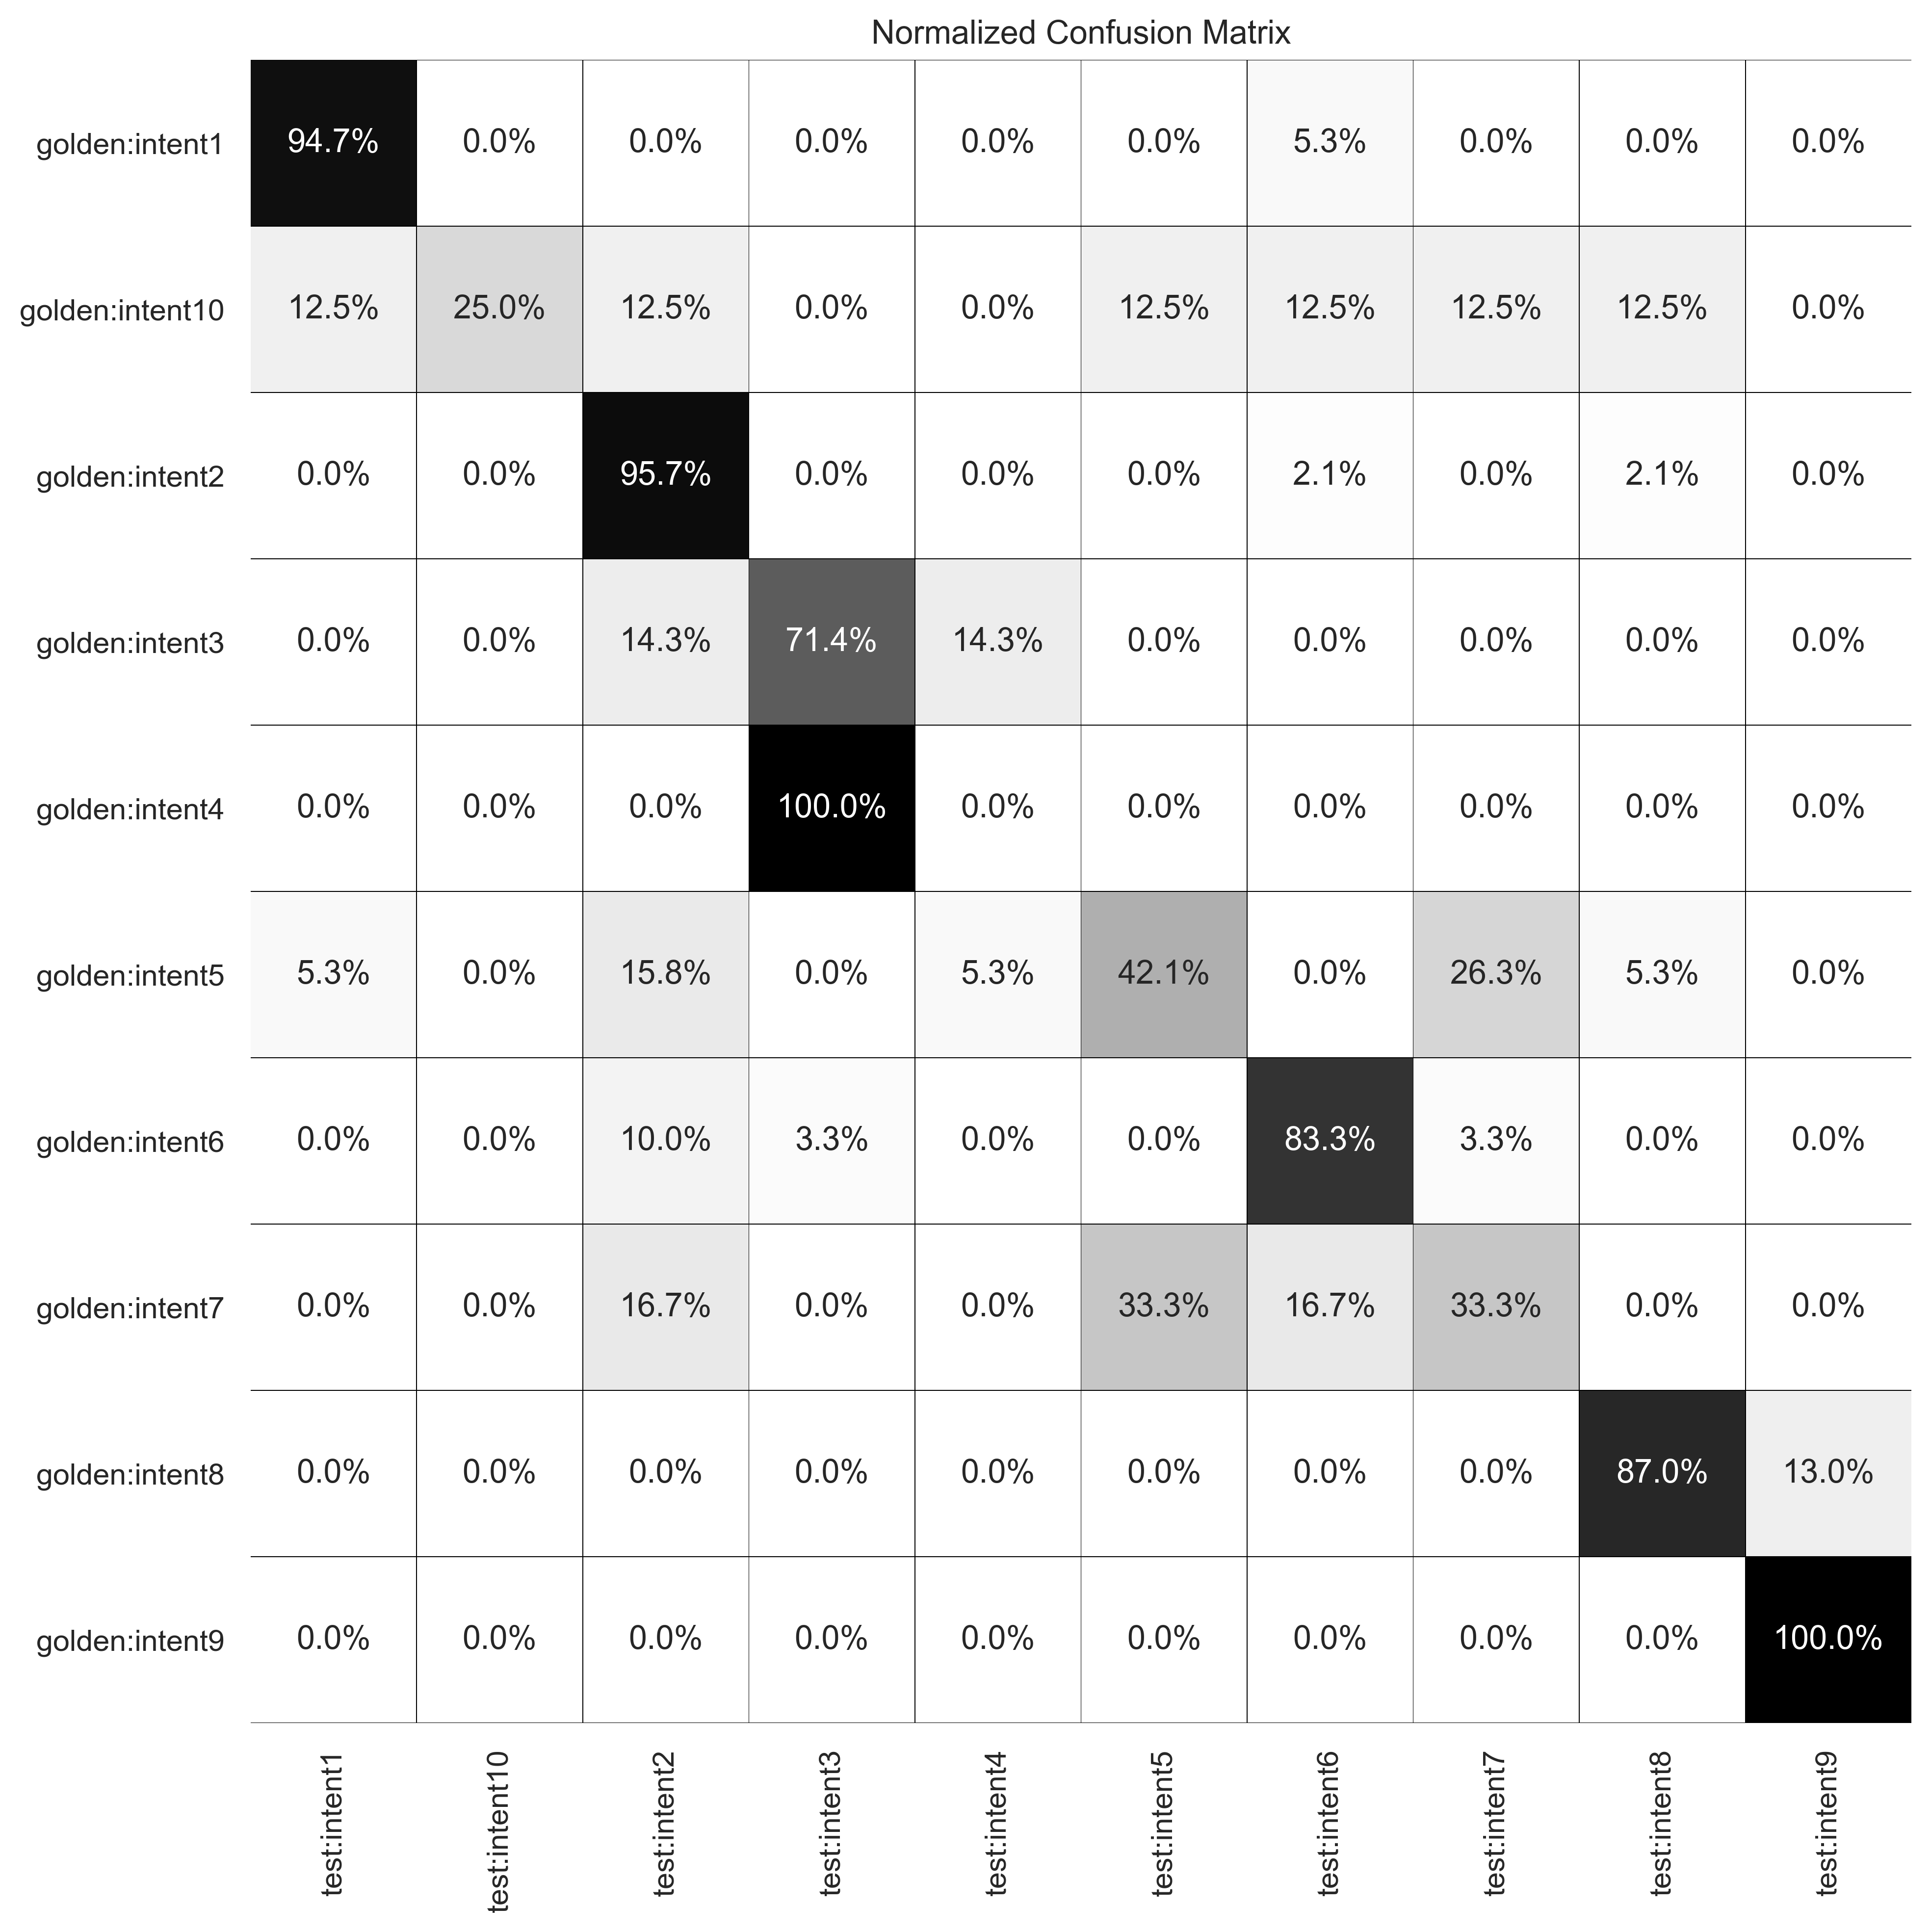 Normalized Confusion Matrix
golden:intent1 94.7% 0.0% 0.0% 0.0% 0.0% 0.0% 5.3% 0.0% 0.0% 0.0%
golden:intent10 12.5% 25.0% 12.5% 0.0% 0.0% 12.5% 12.5% 12.5% 12.5% 0.0%
golden:intent2 0.0% 0.0% 95.7% 0.0% 0.0% 0.0% 2.1% 0.0% 2.1% 0.0%
golden:intent3 0.0% 0.0% 14.3% 71.4% 14.3% 0.0% 0.0% 0.0% 0.0% 0.0%
golden:intent4 0.0% 0.0% 0.0% 100.0% 0.0% 0.0% 0.0% 0.0% 0.0% 0.0%
golden:intent5 5.3% 0.0% 15.8% 0.0% 5.3% 42.1% 0.0% 26.3% 5.3% 0.0%
golden:intent6 0.0% 0.0% 10.0% 3.3% 0.0% 0.0% 83.3% 3.3% 0.0% 0.0%
golden:intent7 0.0% 0.0% 16.7% 0.0% 0.0% 33.3% 16.7% 33.3% 0.0% 0.0%
golden:intent8 0.0% 0.0% 0.0% 0.0% 0.0% 0.0% 0.0% 0.0% 87.0% 13.0%
golden:intent9 0.0% 0.0% 0.0% 0.0% 0.0% 0.0% 0.0% 0.0% 0.0% 100.0%
test:intent1 test:intent10 test:intent2 test:intent3 test:intent4 test:intent5 test:intent6 test:intent7 test:intent8 test:intent9